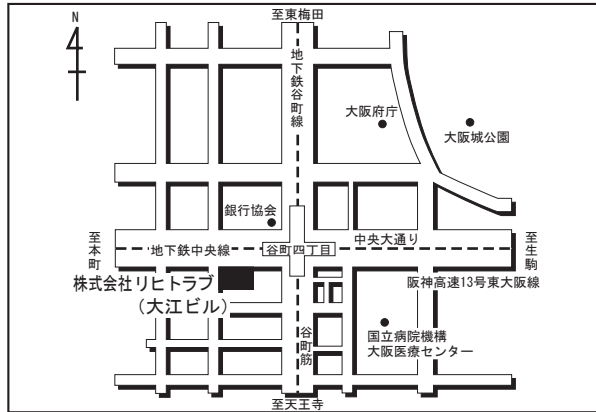 N
至東梅田
地下鉄谷町線
大阪府庁
大阪城公園
銀行協会
至本町
地下鉄中央線
谷町四丁目
中央大通り
至生駒
株式会社リヒトラブ
(大江ビル)
阪神高速13号東大阪線
谷町筋
国立病院機構
大阪医療センター
至天王寺